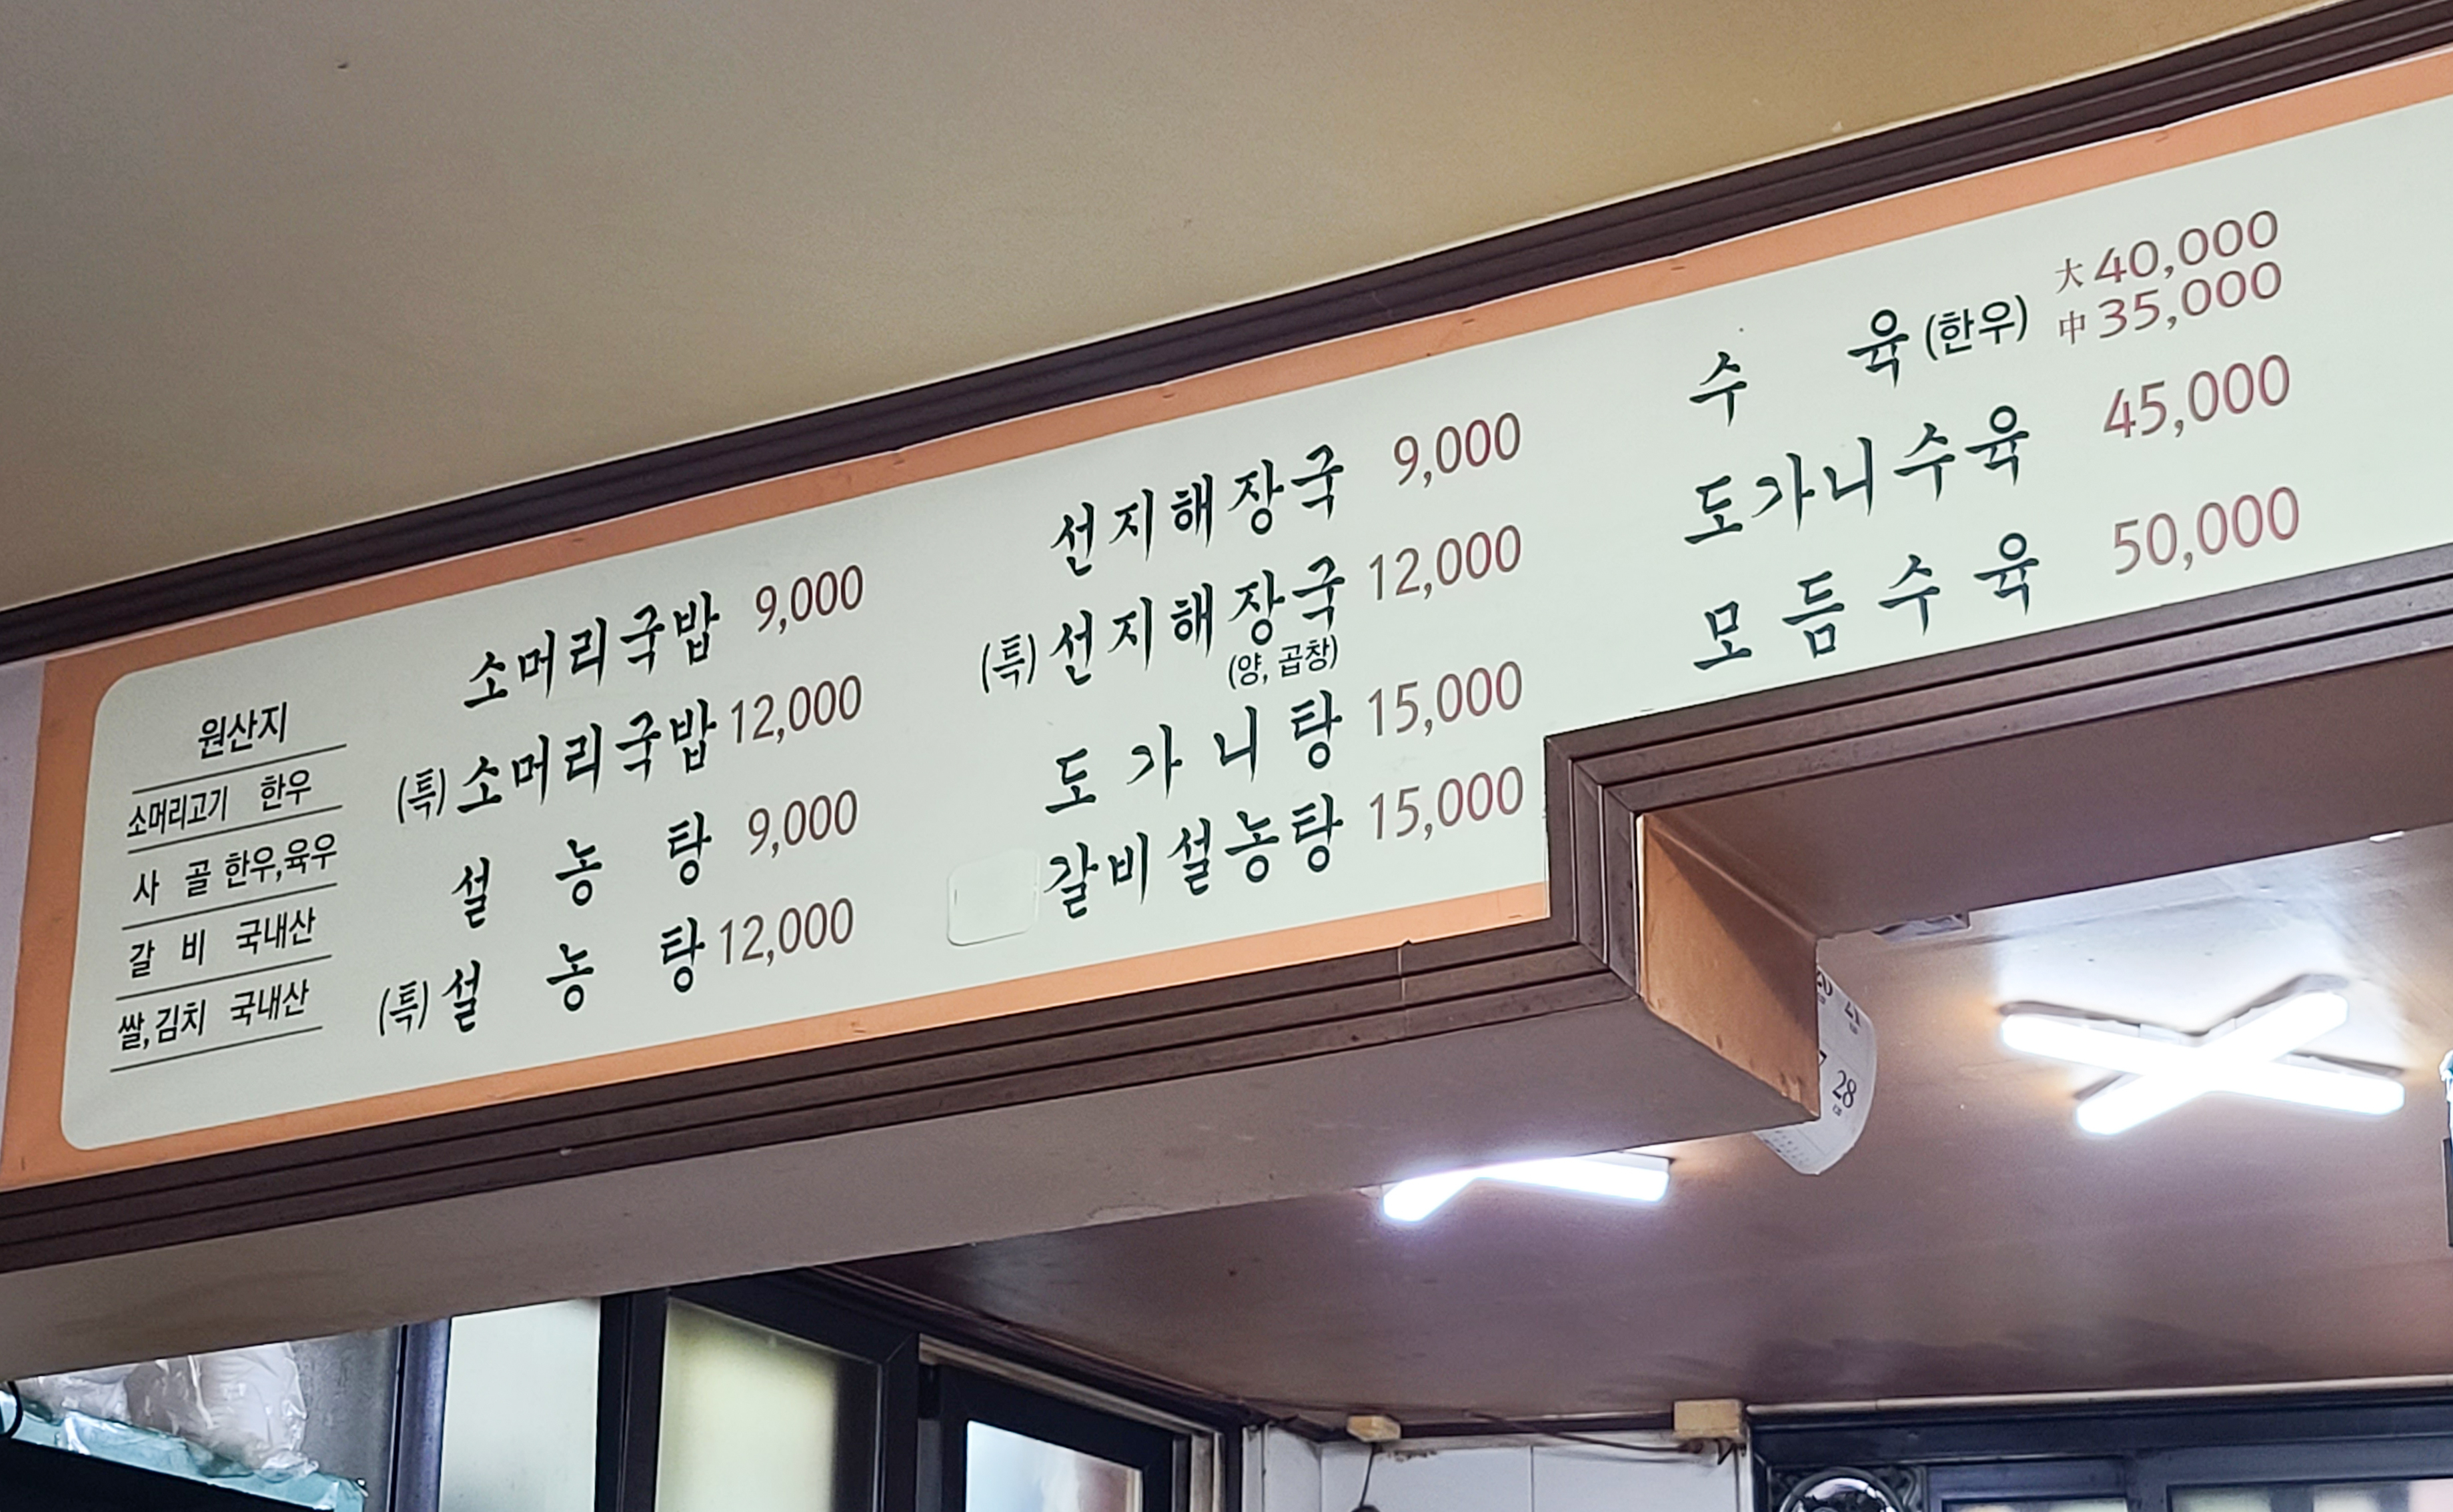 원산지
소머리고기 한우
사 골 한우,육우
갈 비 국내산
쌀,김치 국내산
소머리국밥 9,000
(특)소머리국밥 12,000
설 농 탕 9,000
(특)설 농 탕 12,000
선지해장국 9,000
(특)선지해장국 12,000
(양, 곱창)
도 가 니 탕 15,000
갈비설농탕 15,000
수 육 (한우) 大 40,000
中 35,000
도가니수육 45,000
모 듬 수 육 50,000
28